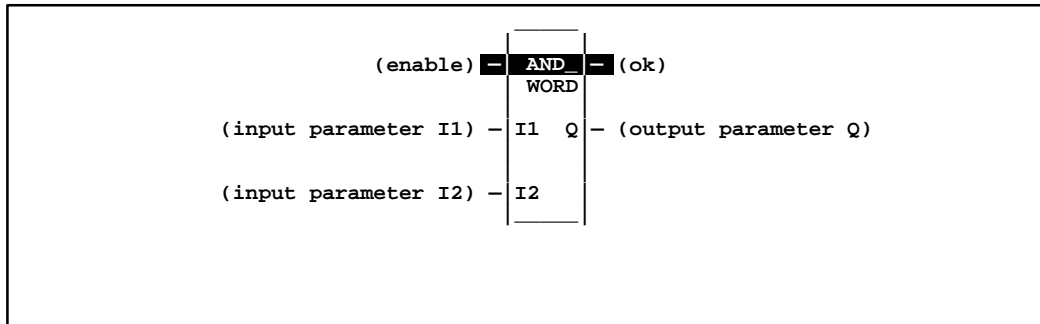 (enable) — AND_ — (ok)
WORD
(input parameter I1) — I1 Q — (output parameter Q)
(input parameter I2) — I2